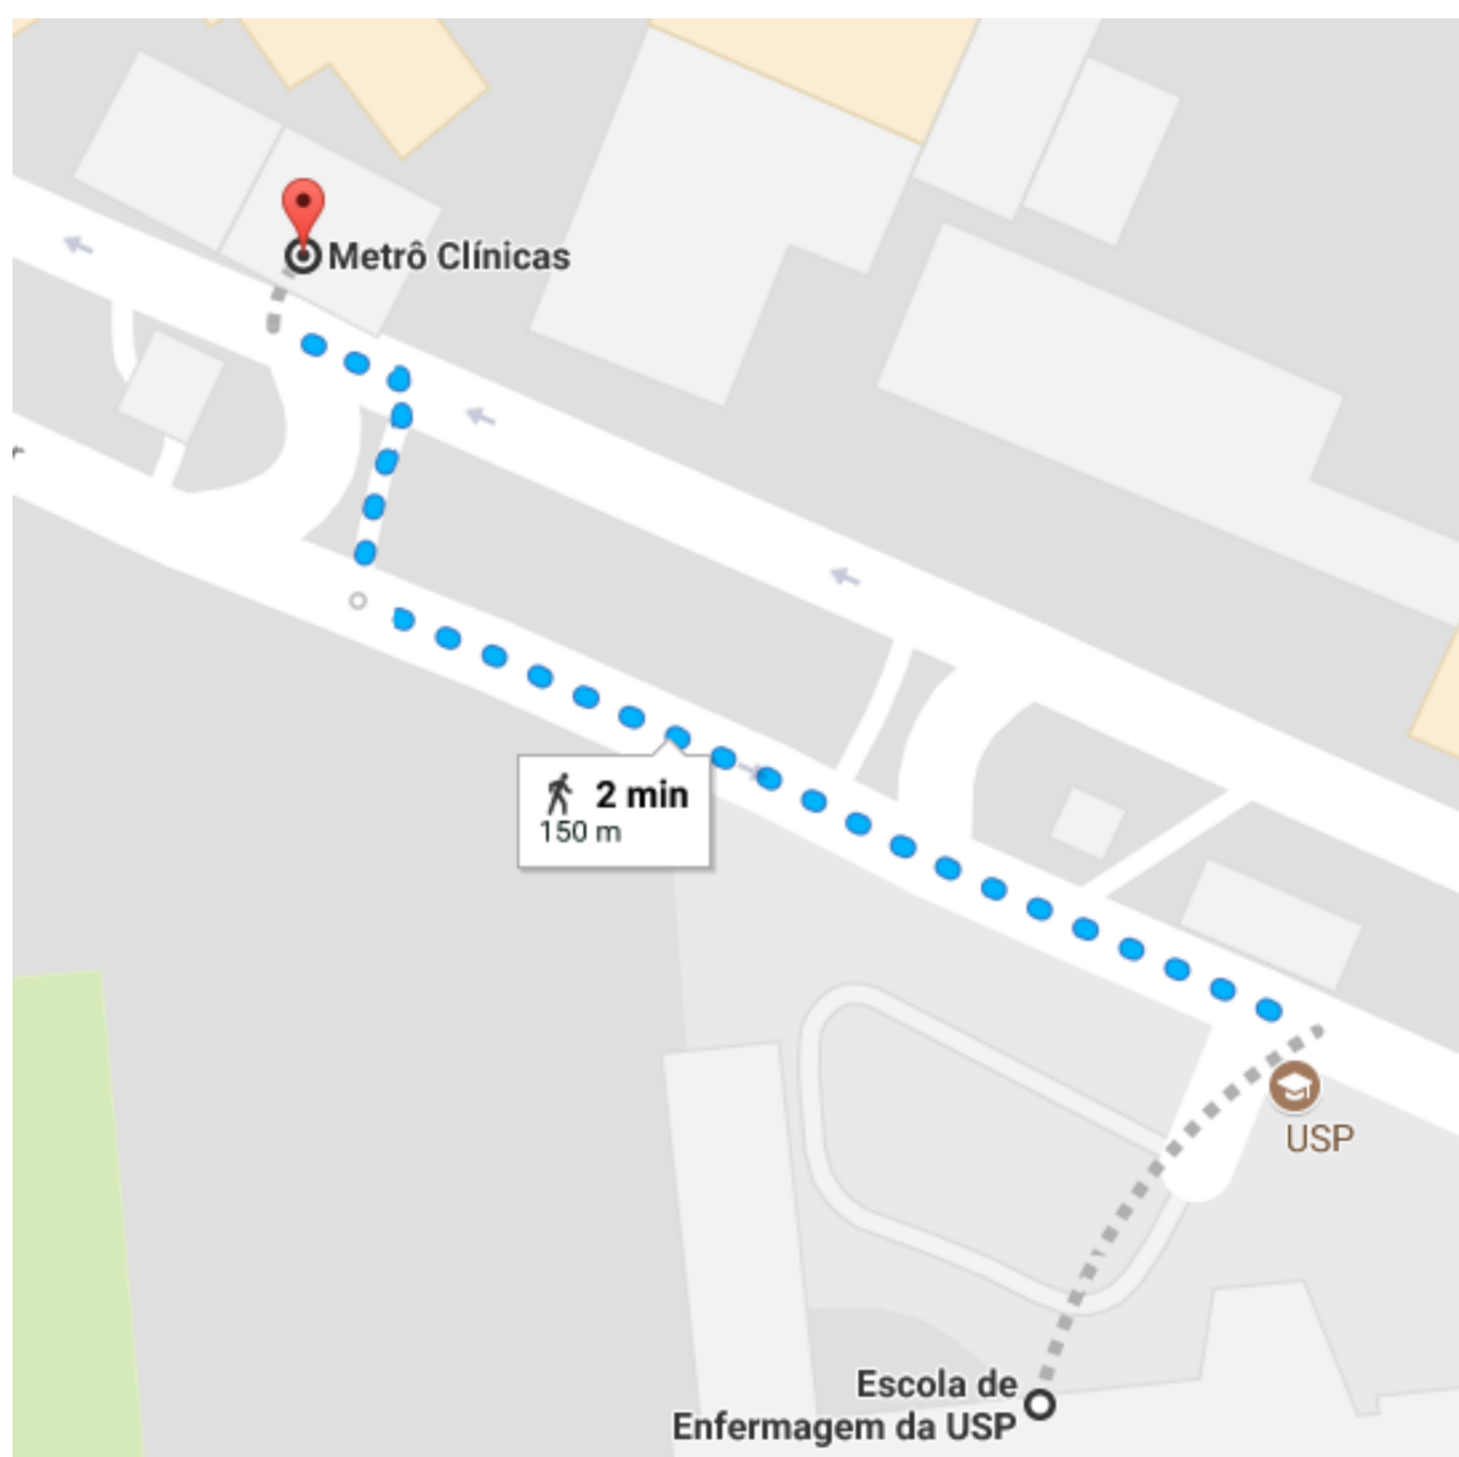 Metrô Clínicas
2 min
150 m
USP
Escola de
Enfermagem da USP